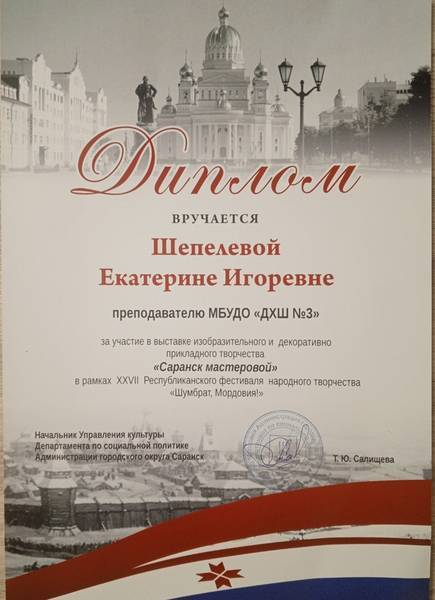 Диплом
ВРУЧАЕТСЯ
Шепелевой
Екатерине Игоревне
преподавателю МБУДО «ДХШ №3»
за участие в выставке изобразительного и декоративно
прикладного творчества
«Саранск мастеровой»
в рамках XXVII Республиканского фестиваля народного творчества
«Шумбрат, Мордовия!»
Начальник Управления культуры
Департамента по социальной политике
Администрации городского округа Саранск
Т. Ю. Салищева